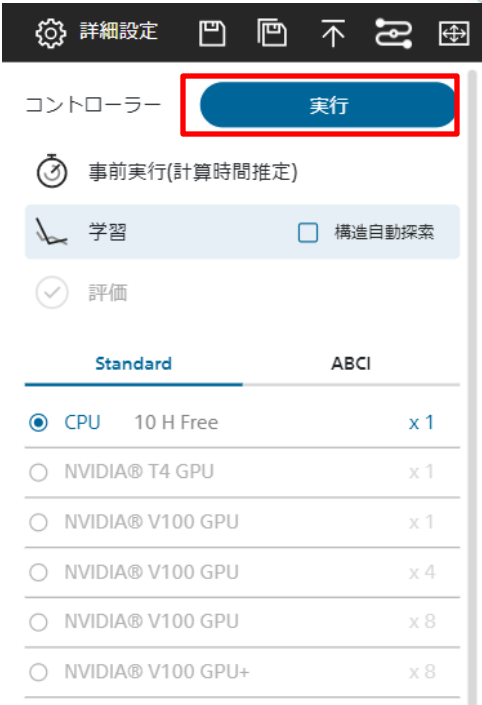 詳細設定
コントローラー 実行
事前実行(計算時間推定)
学習 構造自動探索
評価
Standard ABCI
CPU 10 H Free x 1
NVIDIA® T4 GPU x 1
NVIDIA® V100 GPU x 1
NVIDIA® V100 GPU x 4
NVIDIA® V100 GPU x 8
NVIDIA® V100 GPU+ x 8